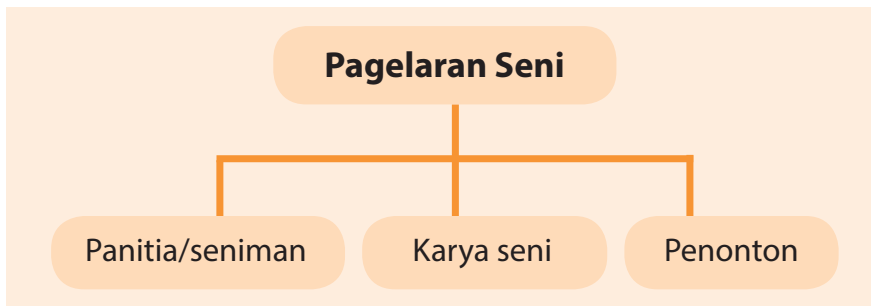 Pagelaran Seni
Panitia/seniman
Karya seni
Penonton